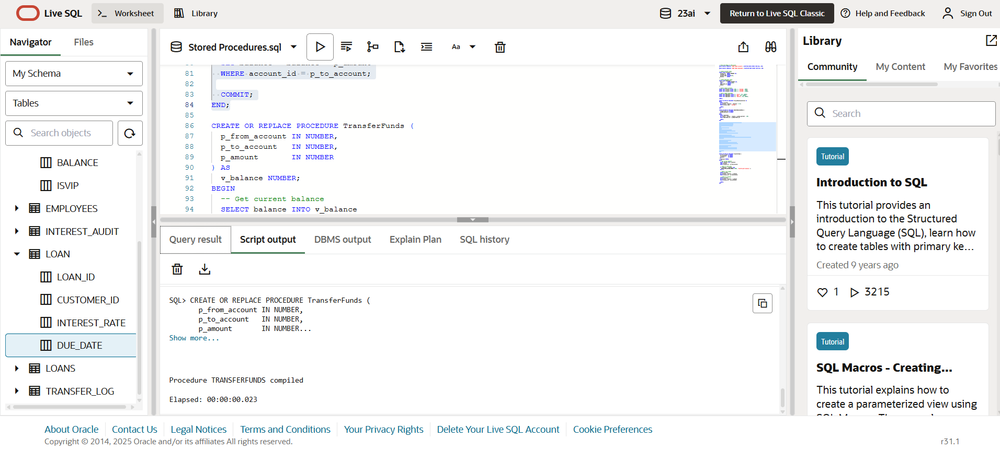 Live SQL
Worksheet
Library
23ai
Return to Live SQL Classic
Help and Feedback
Sign Out
Navigator
Files
My Schema
Tables
Search objects
BALANCE
ISVIP
EMPLOYEES
INTEREST_AUDIT
LOAN
LOAN_ID
CUSTOMER_ID
INTEREST_RATE
DUE_DATE
LOANS
TRANSFER_LOG
Stored Procedures.sql
Aa
81 WHERE account_id = p_to_account;
82
83 COMMIT;
84 END;
85
86 CREATE OR REPLACE PROCEDURE TransferFunds (
87 p_from_account IN NUMBER,
88 p_to_account IN NUMBER,
89 p_amount IN NUMBER
90 ) AS
91 v_balance NUMBER;
92 BEGIN
93 -- Get current balance
94 SELECT balance INTO v_balance
Query result
Script output
DBMS output
Explain Plan
SQL history
SQL> CREATE OR REPLACE PROCEDURE TransferFunds (
p_from_account IN NUMBER,
p_to_account IN NUMBER,
p_amount IN NUMBER...
Show more...
Procedure TRANSFERFUNDS compiled
Elapsed: 00:00:00.023
Library
Community
My Content
My Favorites
Search
Tutorial
Introduction to SQL
This tutorial provides an
introduction to the Structured
Query Language (SQL), learn how
to create tables with primary ke...
Created 9 years ago
1
3215
Tutorial
SQL Macros - Creating...
This tutorial explains how to
create a parameterized view using
About Oracle
Contact Us
Legal Notices
Terms and Conditions
Your Privacy Rights
Delete Your Live SQL Account
Cookie Preferences
Copyright © 2014, 2025 Oracle and/or its affiliates All rights reserved.
r31.1